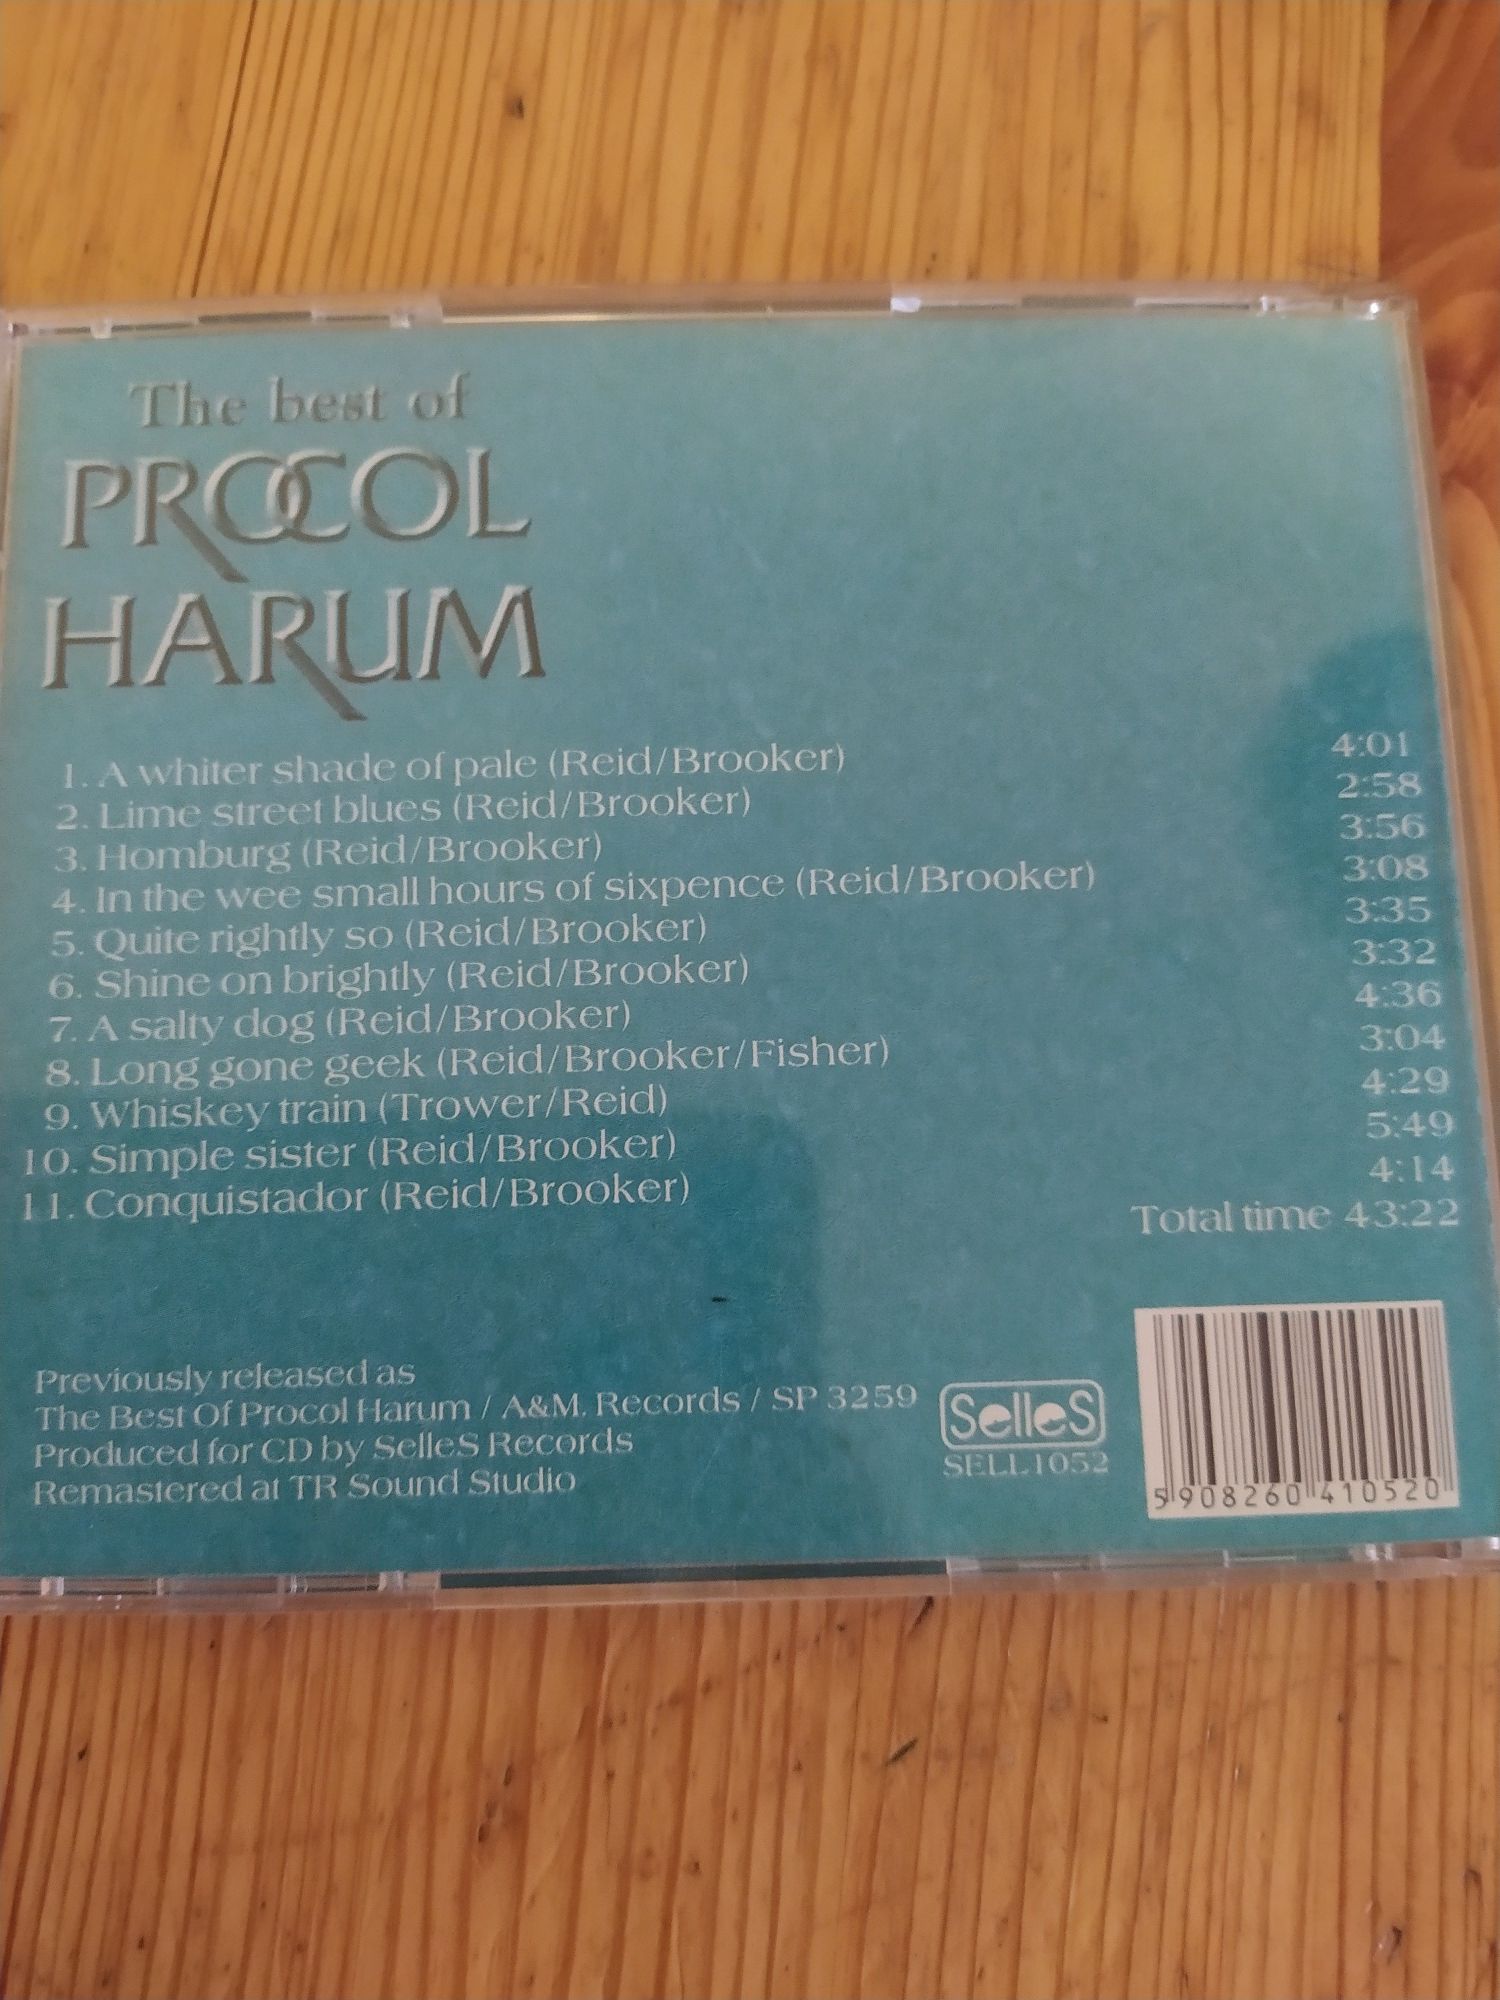 The best of
PROCOL
HARUM
1. A whiter shade of pale (Reid/Brooker) 4:01
2. Lime street blues (Reid/Brooker) 2:58
3. Homburg (Reid/Brooker) 3:56
4. In the wee small hours of sixpence (Reid/Brooker) 3:08
5. Quite rightly so (Reid/Brooker) 3:35
6. Shine on brightly (Reid/Brooker) 3:32
7. A salty dog (Reid/Brooker) 4:36
8. Long gone geek (Reid/Brooker/Fisher) 3:04
9. Whiskey train (Trower/Reid) 4:29
10. Simple sister (Reid/Brooker) 5:49
11. Conquistador (Reid/Brooker) 4:14
Total time 43:22
Previously released as
The Best Of Procol Harum / A&M. Records / SP 3259
Produced for CD by SelleS Records
Remastered at TR Sound Studio
SelleS
SELL1052
5 908260 410520